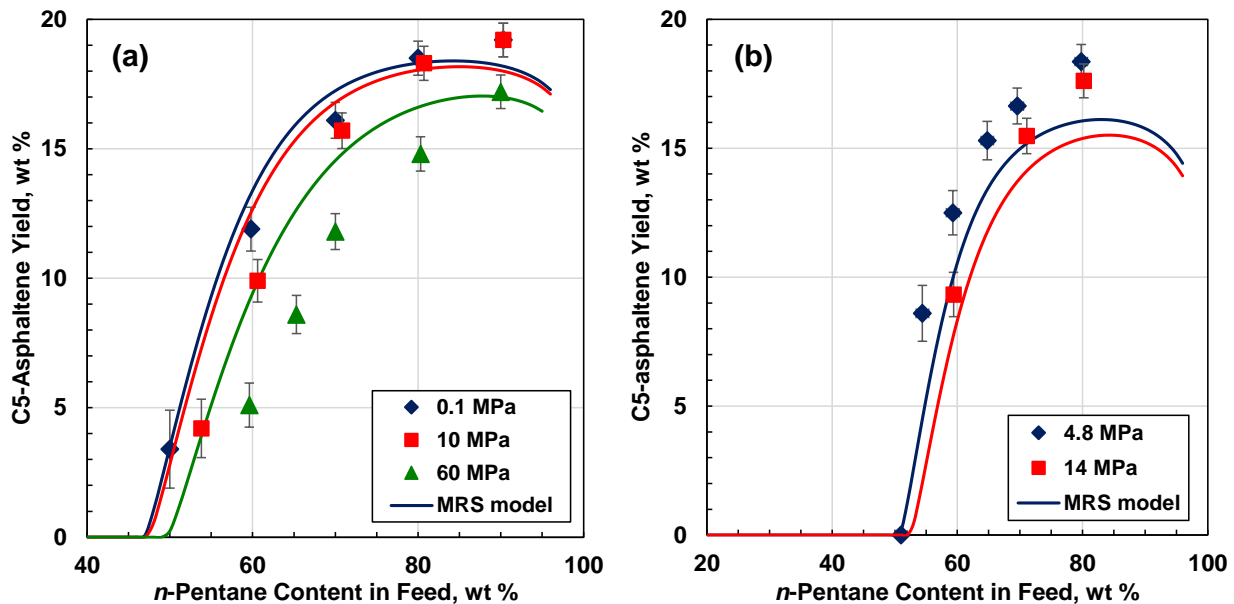 (a)
C5-Asphaltene Yield, wt %
20
15
10
5
0
40 60 80 100
n-Pentane Content in Feed, wt %
0.1 MPa
10 MPa
60 MPa
MRS model
(b)
C5-asphaltene Yield, wt %
20
15
10
5
0
20 40 60 80 100
n-Pentane Content in Feed, wt %
4.8 MPa
14 MPa
MRS model